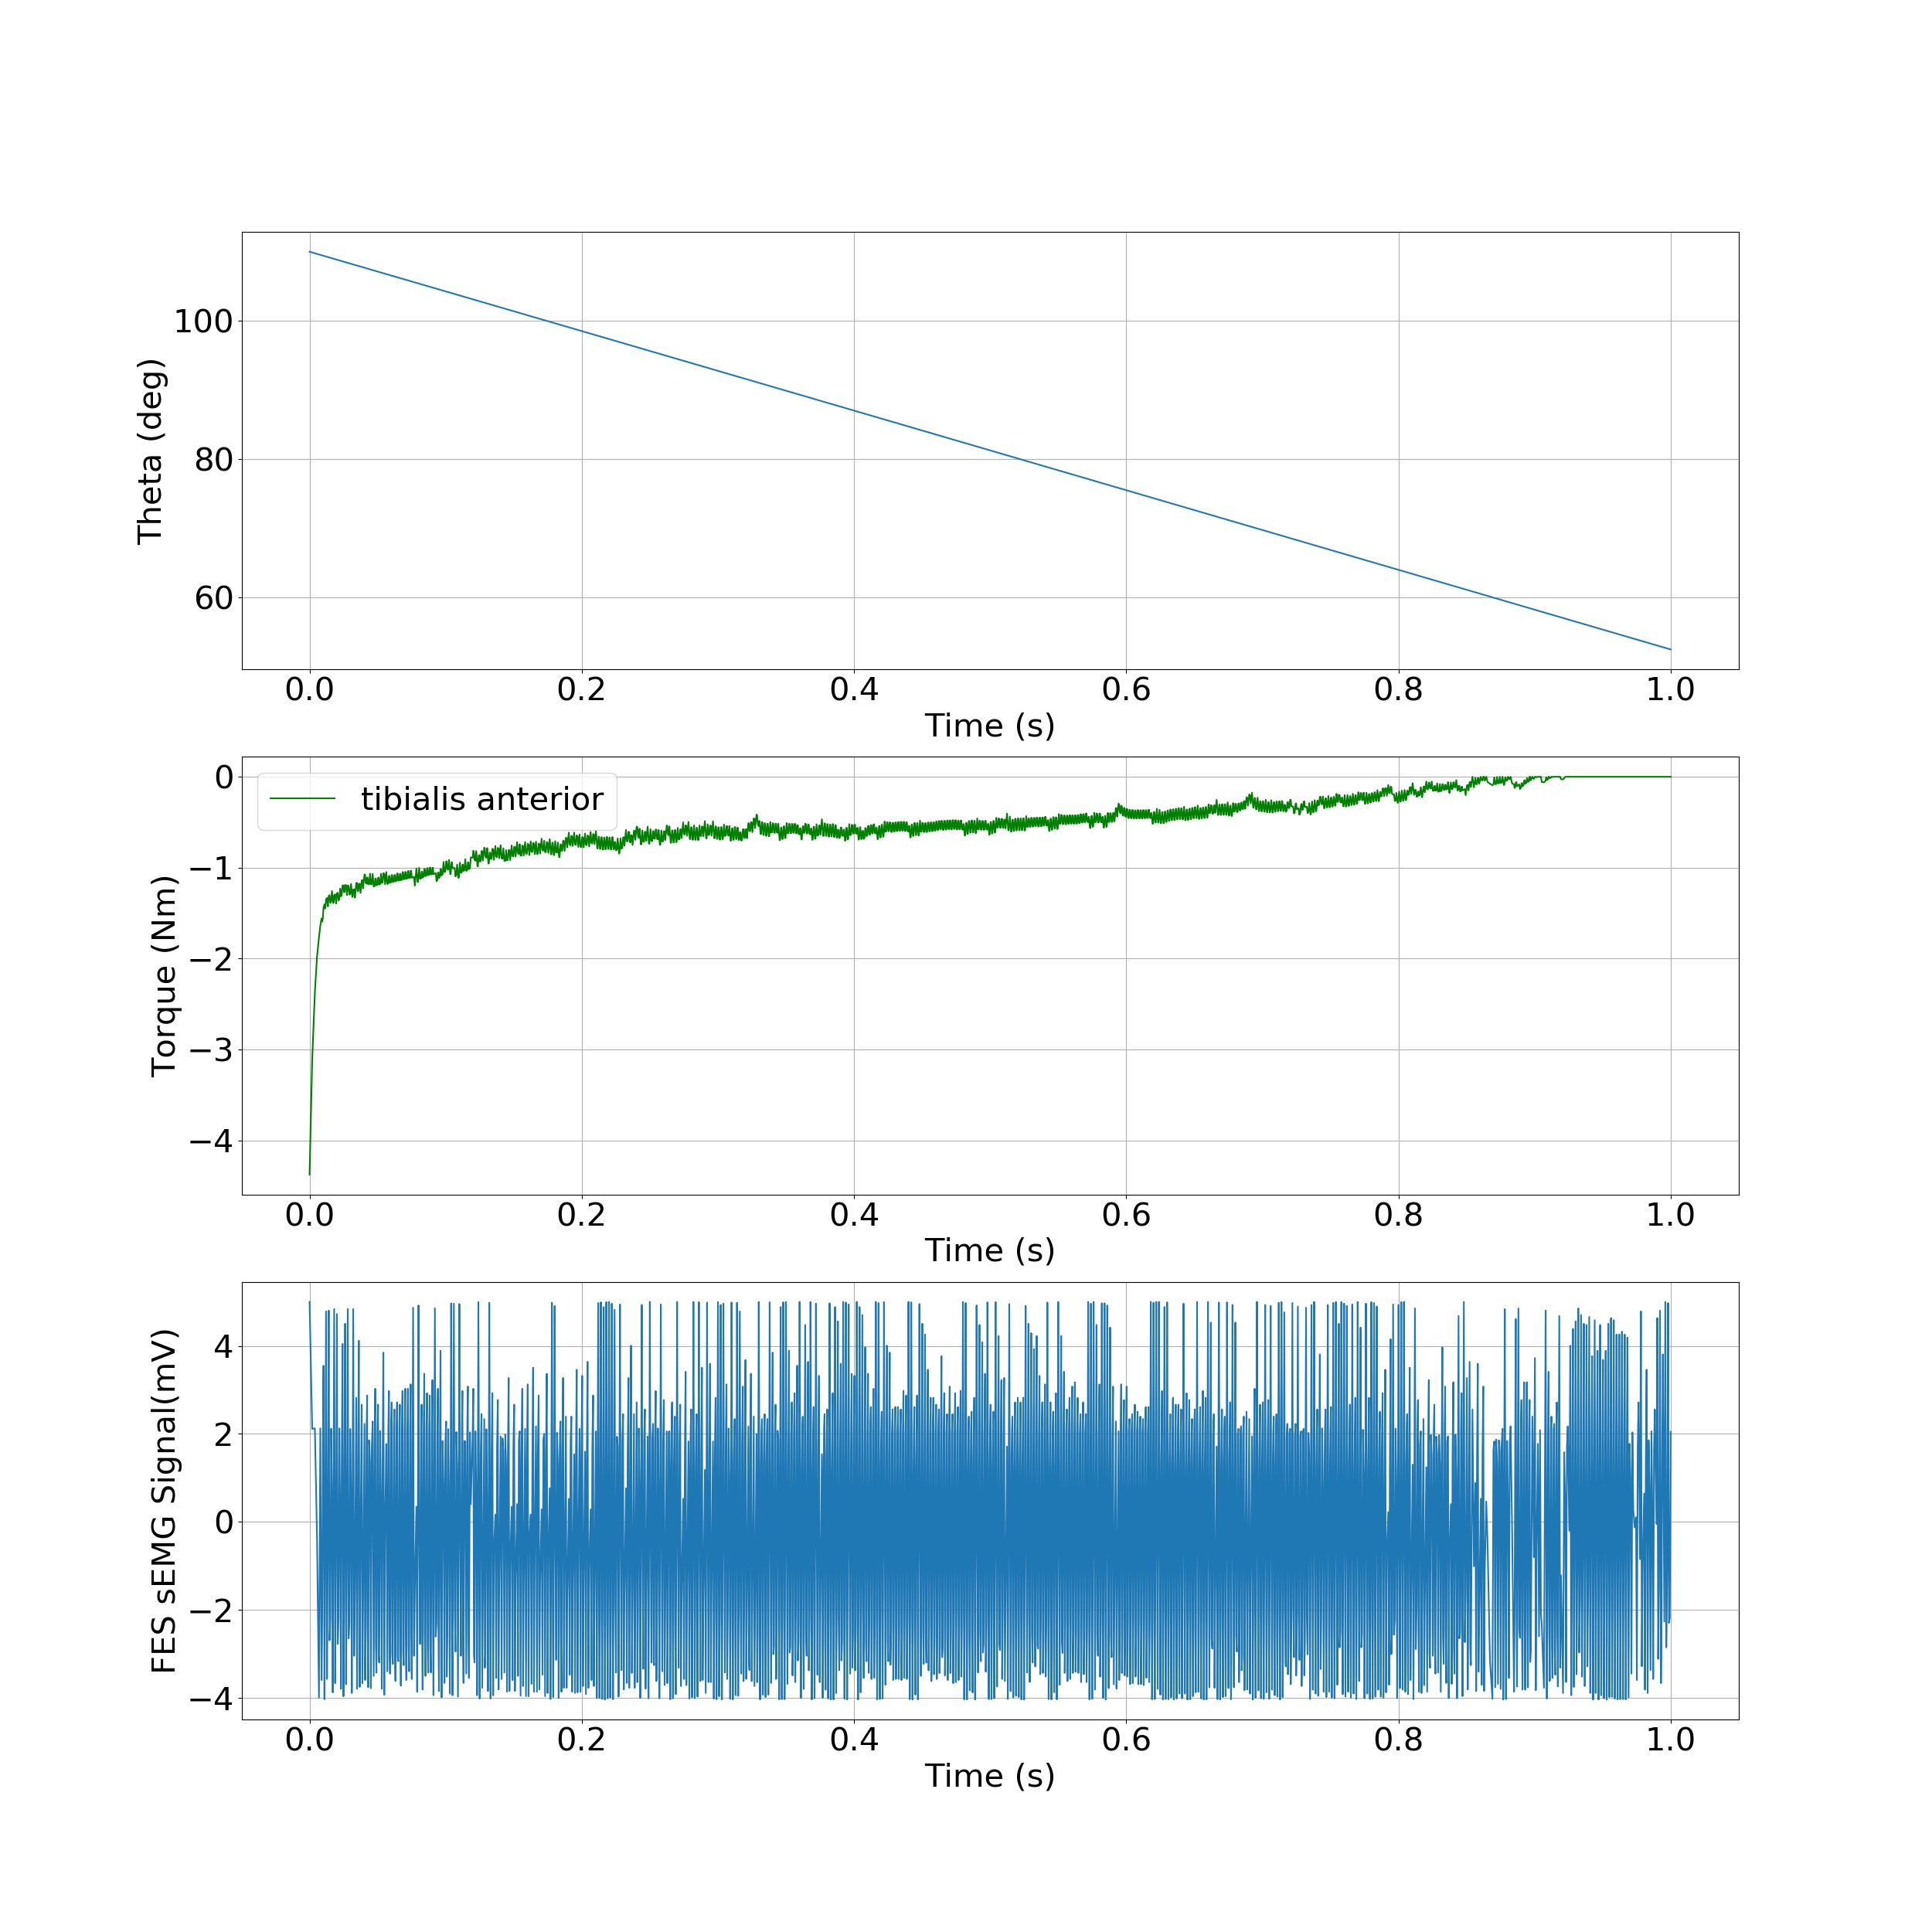 100
80
60
Theta (deg)
0.0 0.2 0.4 0.6 0.8 1.0
Time (s)
tibialis anterior
0
−1
−2
−3
−4
Torque (Nm)
0.0 0.2 0.4 0.6 0.8 1.0
Time (s)
4
2
0
−2
−4
FES sEMG Signal(mV)
0.0 0.2 0.4 0.6 0.8 1.0
Time (s)